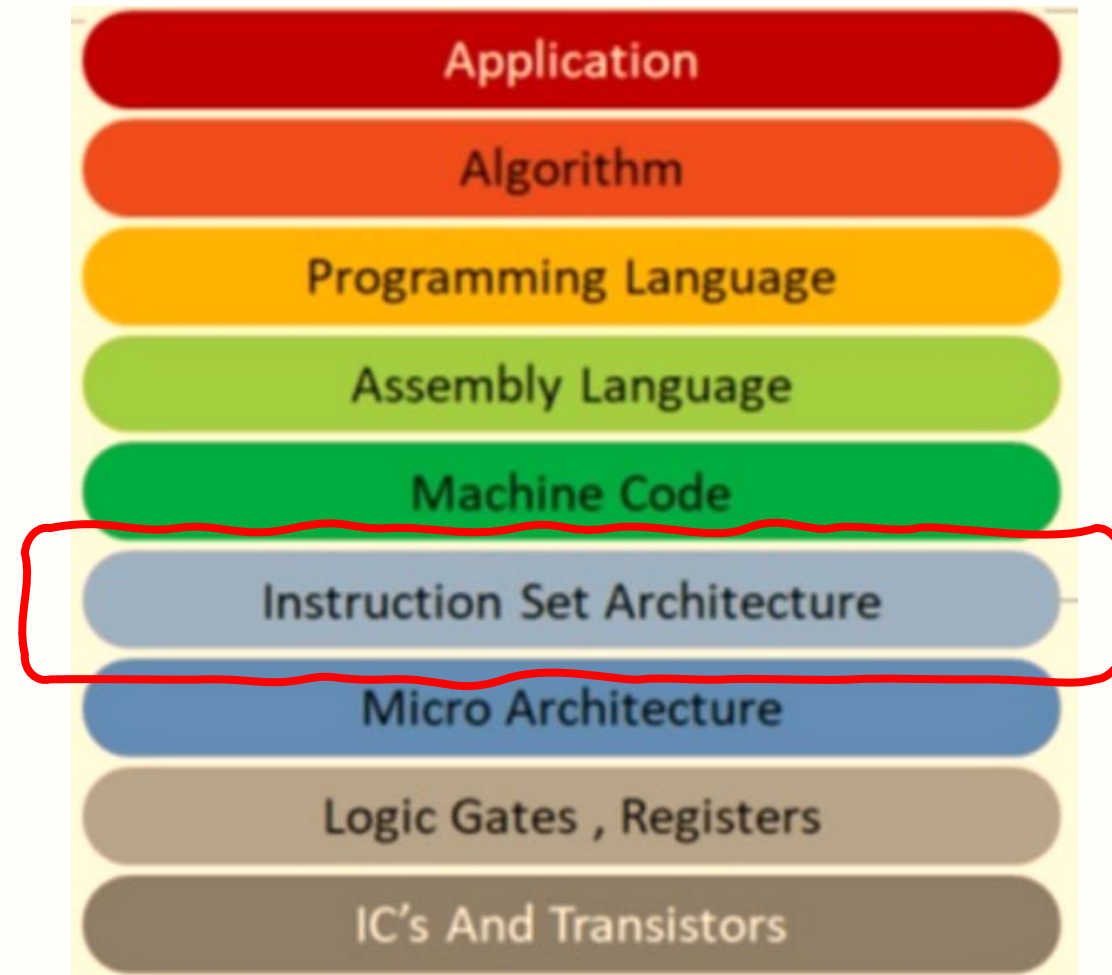 Application
Algorithm
Programming Language
Assembly Language
Machine Code
Instruction Set Architecture
Micro Architecture
Logic Gates , Registers
IC's And Transistors